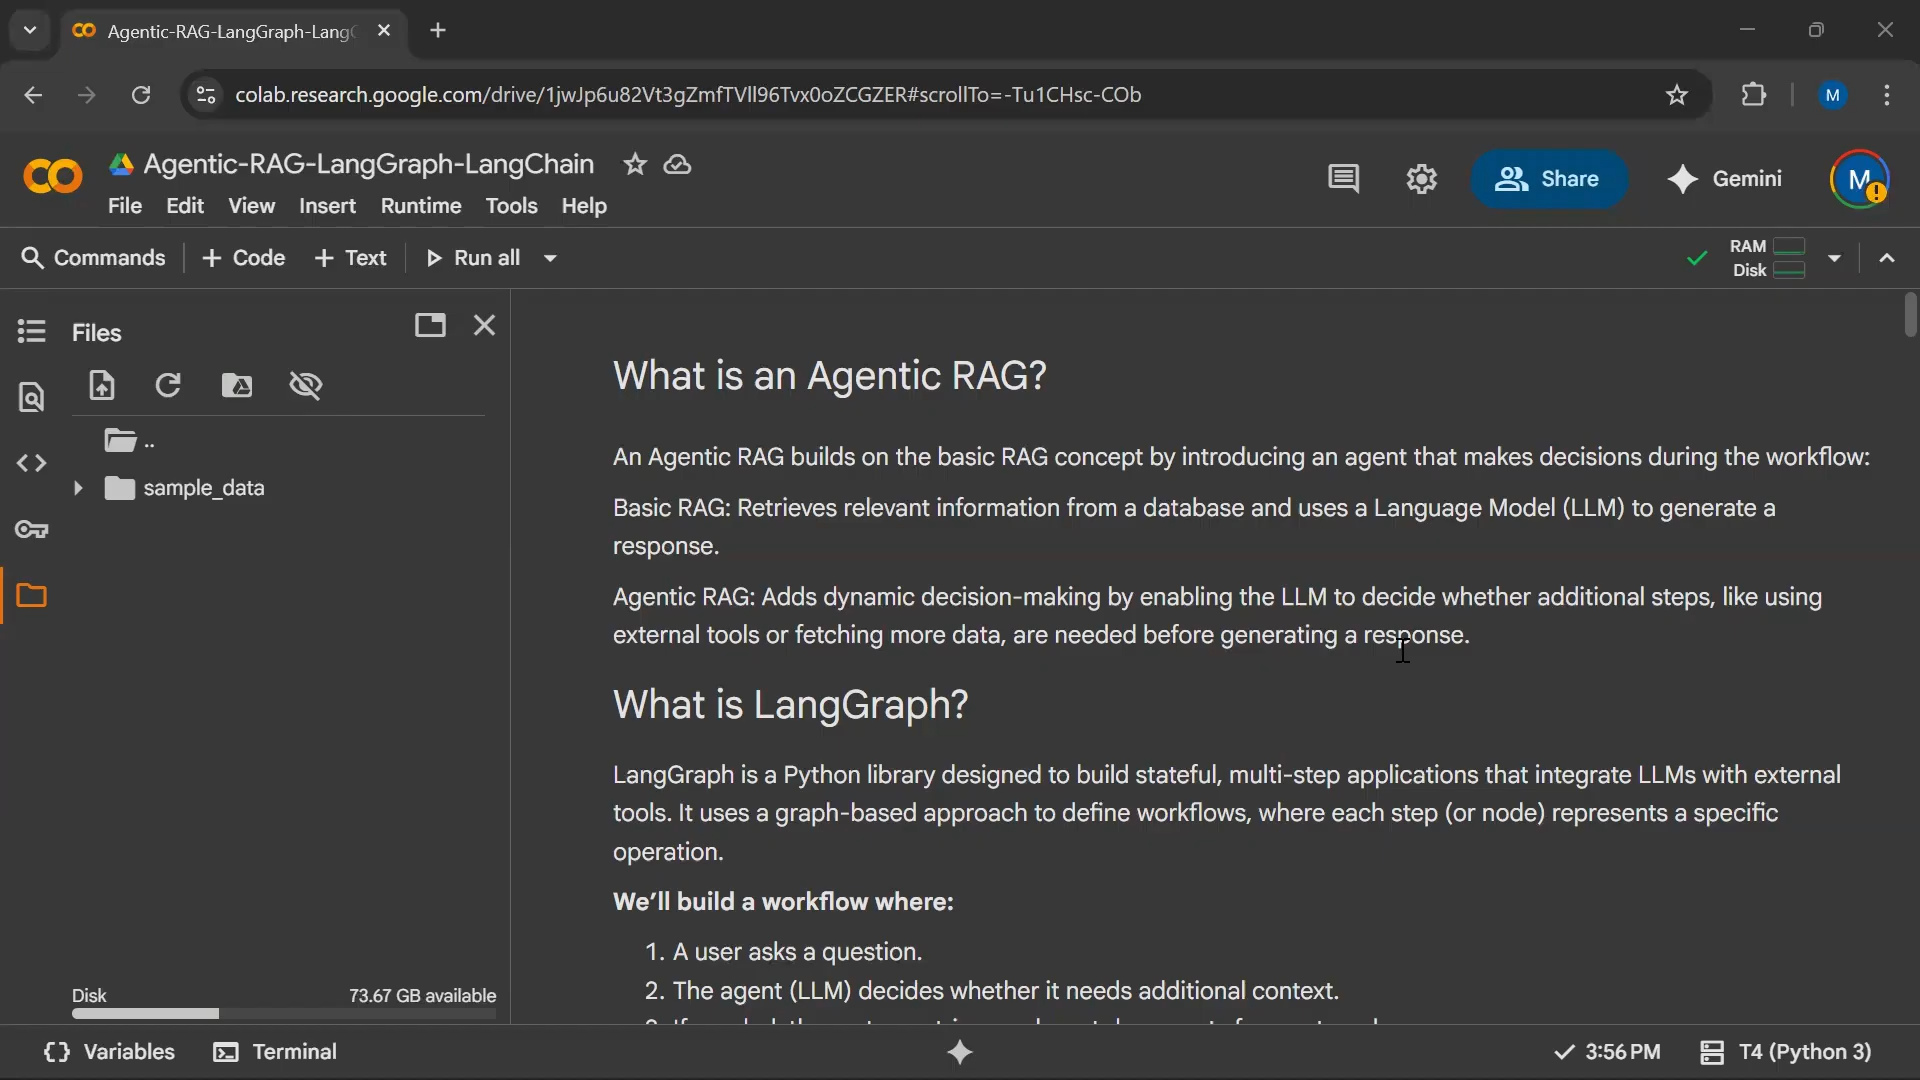 Agentic-RAG-LangGraph-Lang
colab.research.google.com/drive/1jwJp6u82Vt3gZmfTVll96Tvx0oZCGZER#scrollTo=-Tu1CHsc-COb
M
Agentic-RAG-LangGraph-LangChain
File Edit View Insert Runtime Tools Help
Share
Gemini
M
Commands + Code + Text Run all
RAM
Disk
Files
..
sample_data
Disk 73.67 GB available
What is an Agentic RAG?
An Agentic RAG builds on the basic RAG concept by introducing an agent that makes decisions during the workflow:
Basic RAG: Retrieves relevant information from a database and uses a Language Model (LLM) to generate a
response.
Agentic RAG: Adds dynamic decision-making by enabling the LLM to decide whether additional steps, like using
external tools or fetching more data, are needed before generating a response.
What is LangGraph?
LangGraph is a Python library designed to build stateful, multi-step applications that integrate LLMs with external
tools. It uses a graph-based approach to define workflows, where each step (or node) represents a specific
operation.
We’ll build a workflow where:
1. A user asks a question.
2. The agent (LLM) decides whether it needs additional context.
Variables Terminal
3:56 PM T4 (Python 3)